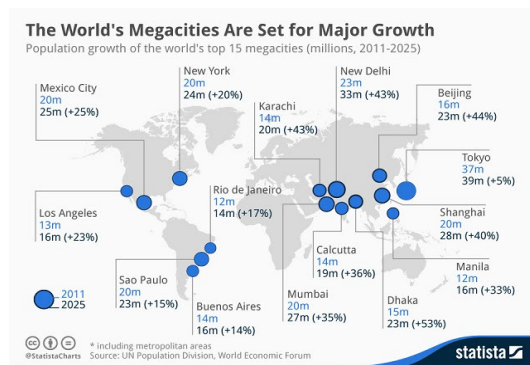 The World's Megacities Are Set for Major Growth
Population growth of the world's top 15 megacities (millions, 2011-2025)
Mexico City
20m
25m (+25%)
New York
20m
24m (+20%)
Karachi
14m
20m (+43%)
New Delhi
23m
33m (+43%)
Beijing
16m
23m (+44%)
Tokyo
37m
39m (+5%)
Los Angeles
13m
16m (+23%)
Rio de Janeiro
12m
14m (+17%)
Shanghai
20m
28m (+40%)
Calcutta
14m
19m (+36%)
Manila
12m
16m (+33%)
Sao Paulo
20m
23m (+15%)
Mumbai
20m
27m (+35%)
Dhaka
15m
23m (+53%)
Buenos Aires
14m
16m (+14%)
2011
2025
@StatistaCharts
* including metropolitan areas
Source: UN Population Division, World Economic Forum
statista